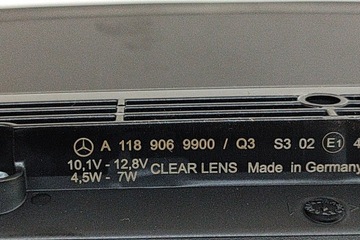 A 118 906 9900 / Q3 S3 02 E1 4
10,1V - 12,8V
4,5W - 7W
CLEAR LENS Made in Germany